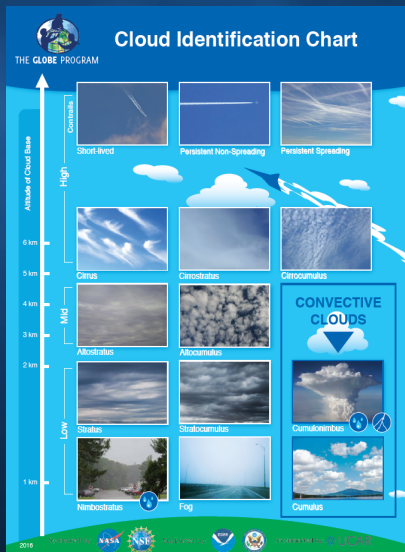 Cloud Identification Chart
THE GLOBE PROGRAM
Altitude of Cloud Base
High
Contrails
Short-lived
Persistent Non-Spreading
Persistent Spreading
6 km
Cirrus
Cirrostratus
Cirrocumulus
5 km
4 km
Mid
3 km
Altostratus
Altocumulus
CONVECTIVE
CLOUDS
2 km
Low
Stratus
Stratocumulus
Cumulonimbus
1 km
Nimbostratus
Fog
Cumulus
2016
NASA
NSF
UCAR